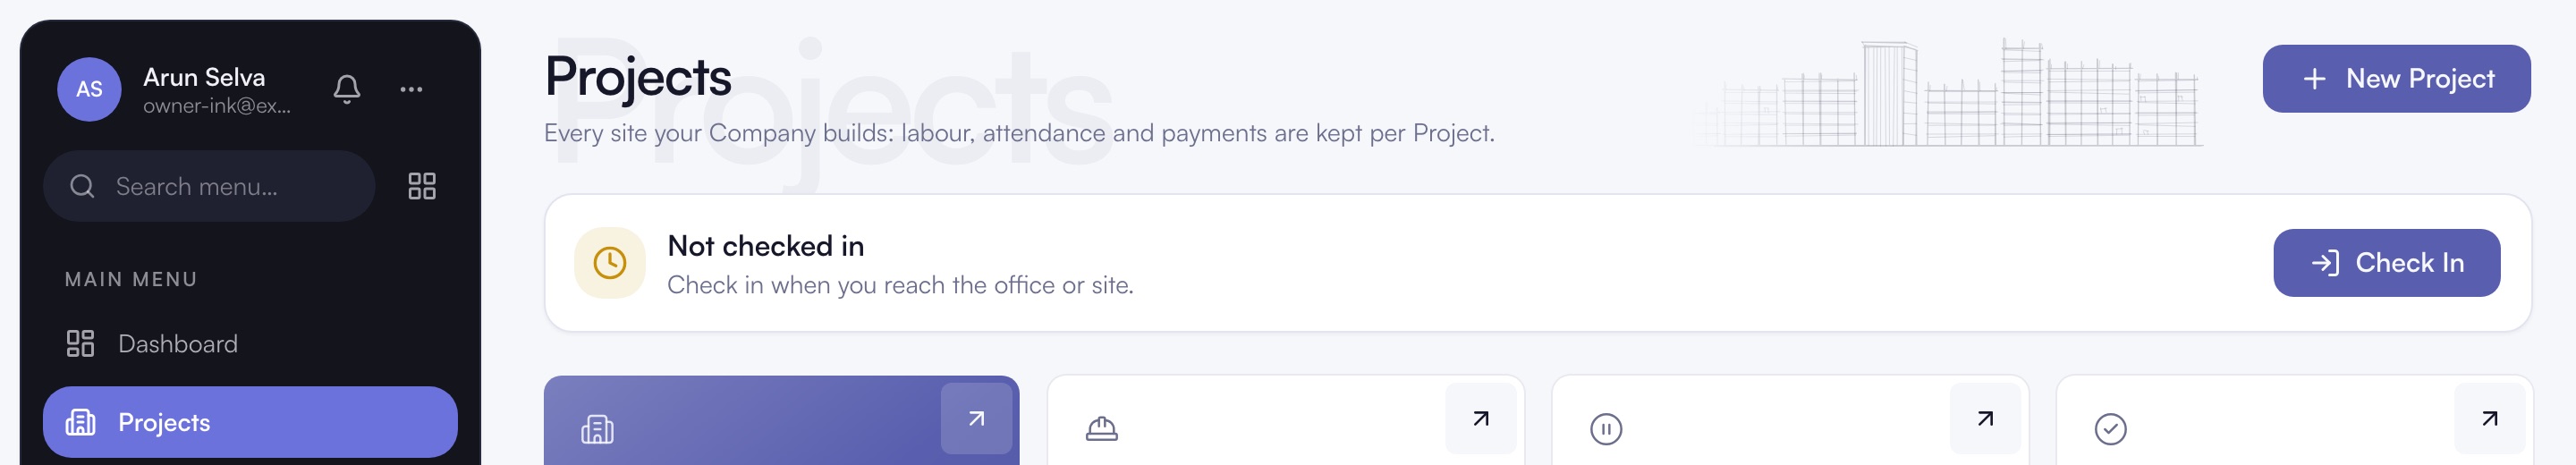 AS
Arun Selva
owner-ink@ex...
Search menu...
MAIN MENU
Dashboard
Projects
Projects
Projects
Every site your Company builds: labour, attendance and payments are kept per Project.
New Project
Not checked in
Check in when you reach the office or site.
Check In